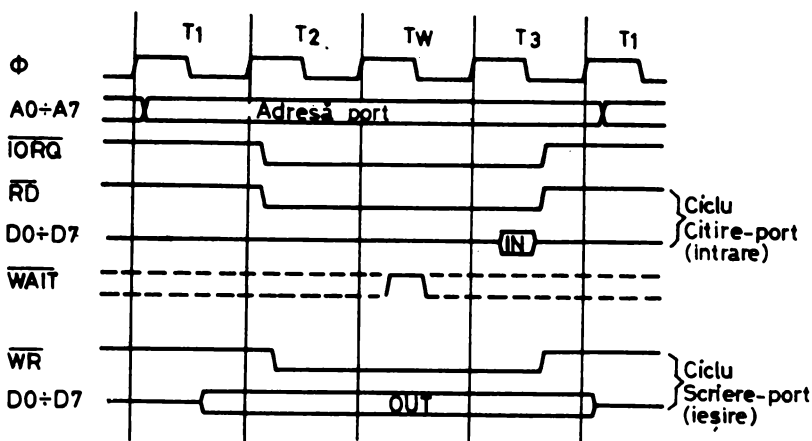 T1 T2 TW T3 T1
Φ
A0÷A7 Adresă port
IORQ
RD
D0÷D7 IN
Ciclu
Citire-port
(intrare)
WAIT
WR
D0÷D7 OUT
Ciclu
Scriere-port
(ieșire)